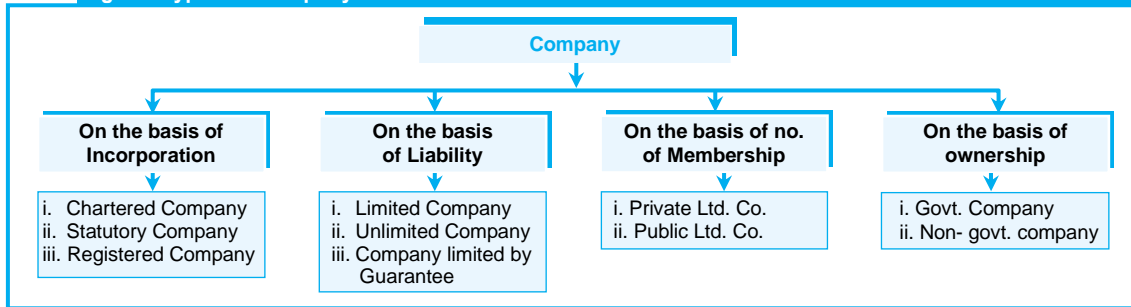 Company
On the basis of
Incorporation
On the basis
of Liability
On the basis of no.
of Membership
On the basis of
ownership
i. Chartered Company
ii. Statutory Company
iii. Registered Company
i. Limited Company
ii. Unlimited Company
iii. Company limited by
Guarantee
i. Private Ltd. Co.
ii. Public Ltd. Co.
i. Govt. Company
ii. Non- govt. company